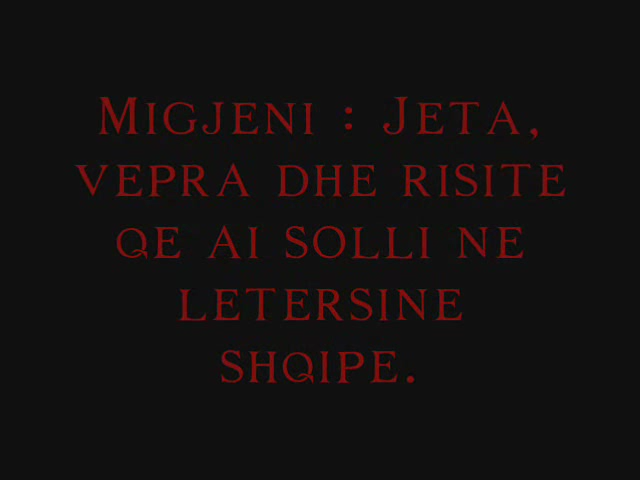 Migjeni : Jeta,
vepra dhe risite
qe ai solli ne
letersine
shqipe.